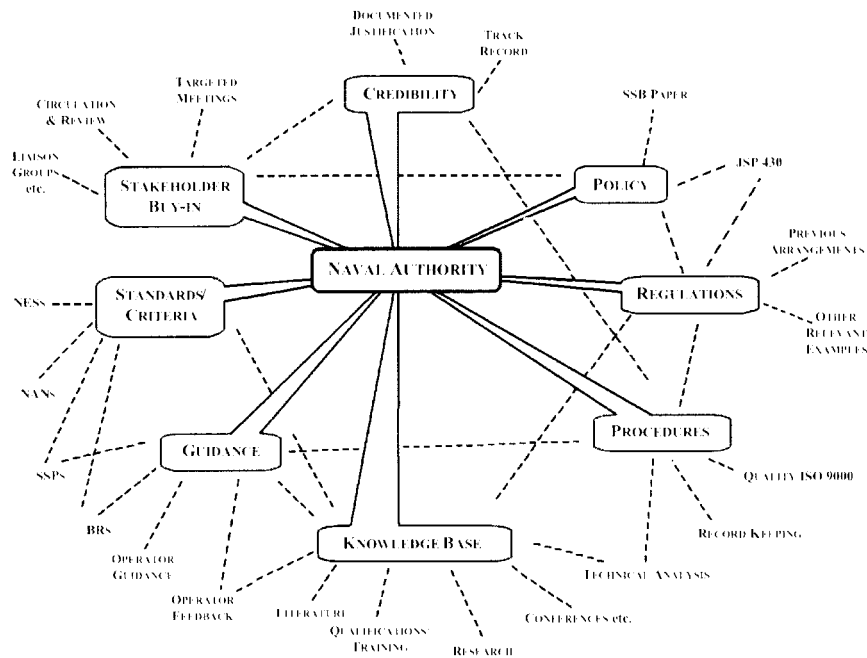 DOCUMENTED
JUSTIFICATION
TRACK
RECORD
TARGETED
MEETINGS
CREDIBILITY
SSB PAPER
CIRCULATION
& REVIEW
LIAISON
GROUPS
etc.
STAKEHOLDER
BUY-IN
POLICY
JSP 430
PREVIOUS
ARRANGEMENTS
NAVAL AUTHORITY
NESs
STANDARDS/
CRITERIA
REGULATIONS
OTHER
RELEVANT
EXAMPLES
NANs
PROCEDURES
GUIDANCE
SSPs
QUALITY ISO 9000
BRs
RECORD KEEPING
KNOWLEDGE BASE
OPERATOR
GUIDANCE
TECHNICAL ANALYSIS
OPERATOR
FEEDBACK
LITERATURE
CONFERENCES etc.
QUALIFICATIONS/
TRAINING
RESEARCH